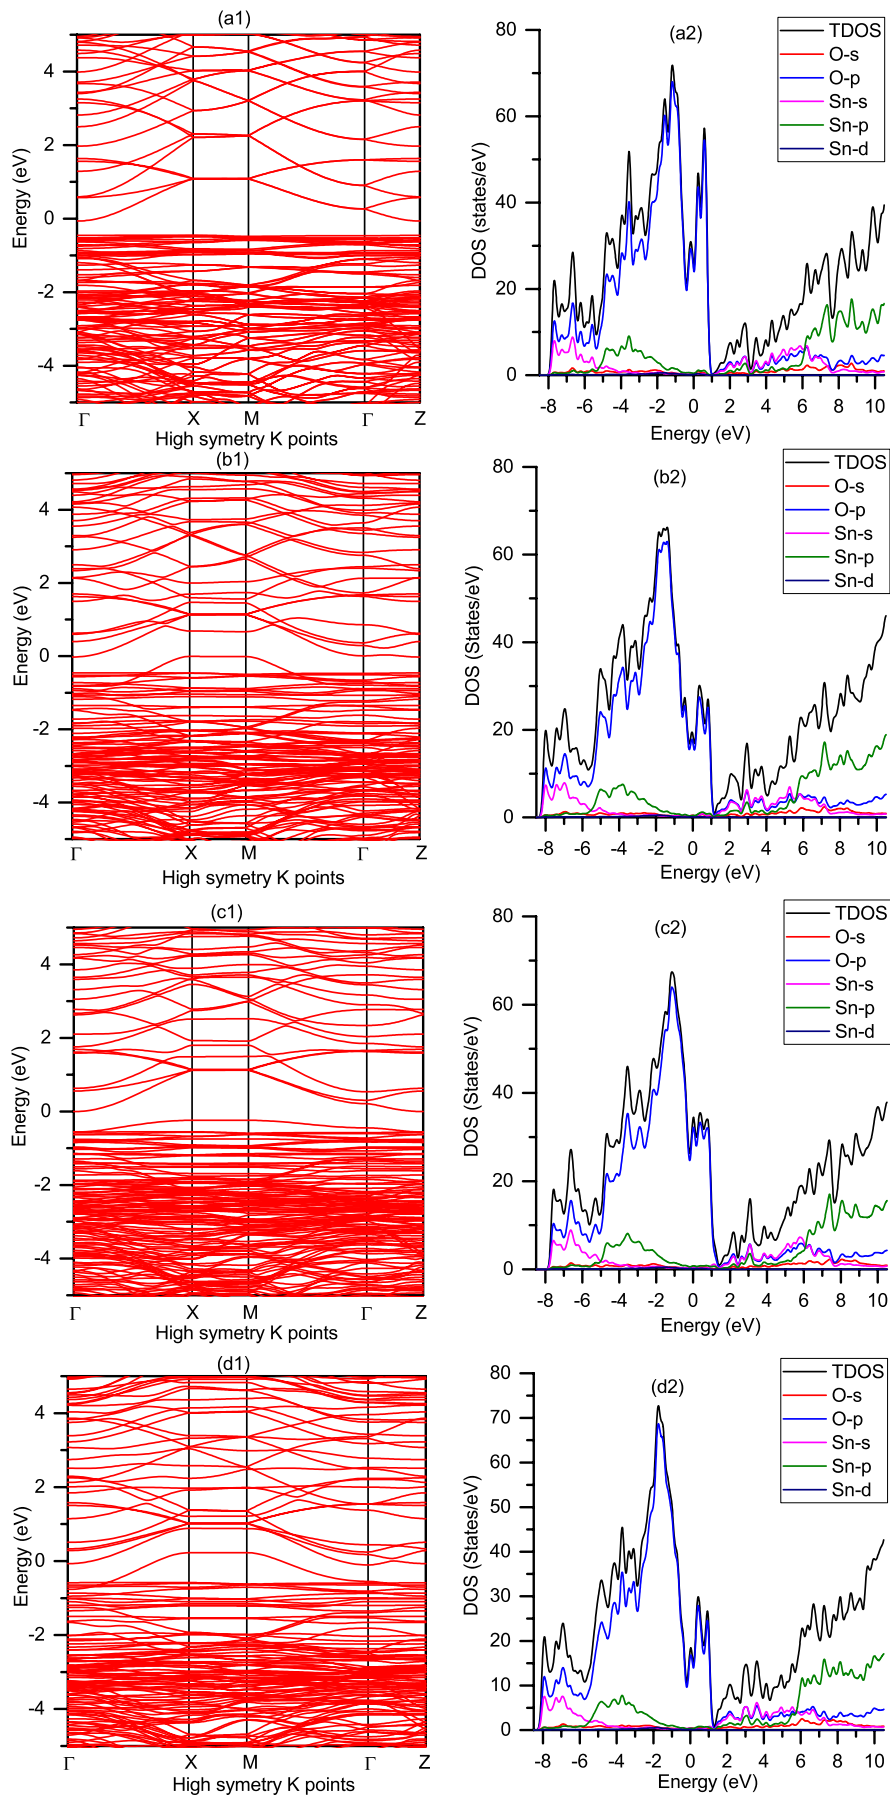 (a1)
4
2
0
-2
-4
Energy (eV)
Γ X M Γ Z
High symetry K points
(a2)
80
60
40
20
0
DOS (states/eV)
TDOS
O-s
O-p
Sn-s
Sn-p
Sn-d
-8 -6 -4 -2 0 2 4 6 8 10
Energy (eV)
(b1)
4
2
0
-2
-4
Energy (eV)
Γ X M Γ Z
High symetry K points
(b2)
80
60
40
20
0
DOS (States/eV)
TDOS
O-s
O-p
Sn-s
Sn-p
Sn-d
-8 -6 -4 -2 0 2 4 6 8 10
Energy (eV)
(c1)
4
2
0
-2
-4
Energy (eV)
Γ X M Γ Z
High symetry K points
(c2)
80
60
40
20
0
DOS (States/eV)
TDOS
O-s
O-p
Sn-s
Sn-p
Sn-d
-8 -6 -4 -2 0 2 4 6 8 10
Energy (eV)
(d1)
4
2
0
-2
-4
Energy (eV)
Γ X M Γ Z
High symetry K points
(d2)
80
70
60
50
40
30
20
10
0
DOS (States/eV)
TDOS
O-s
O-p
Sn-s
Sn-p
Sn-d
-8 -6 -4 -2 0 2 4 6 8 10
Energy (eV)